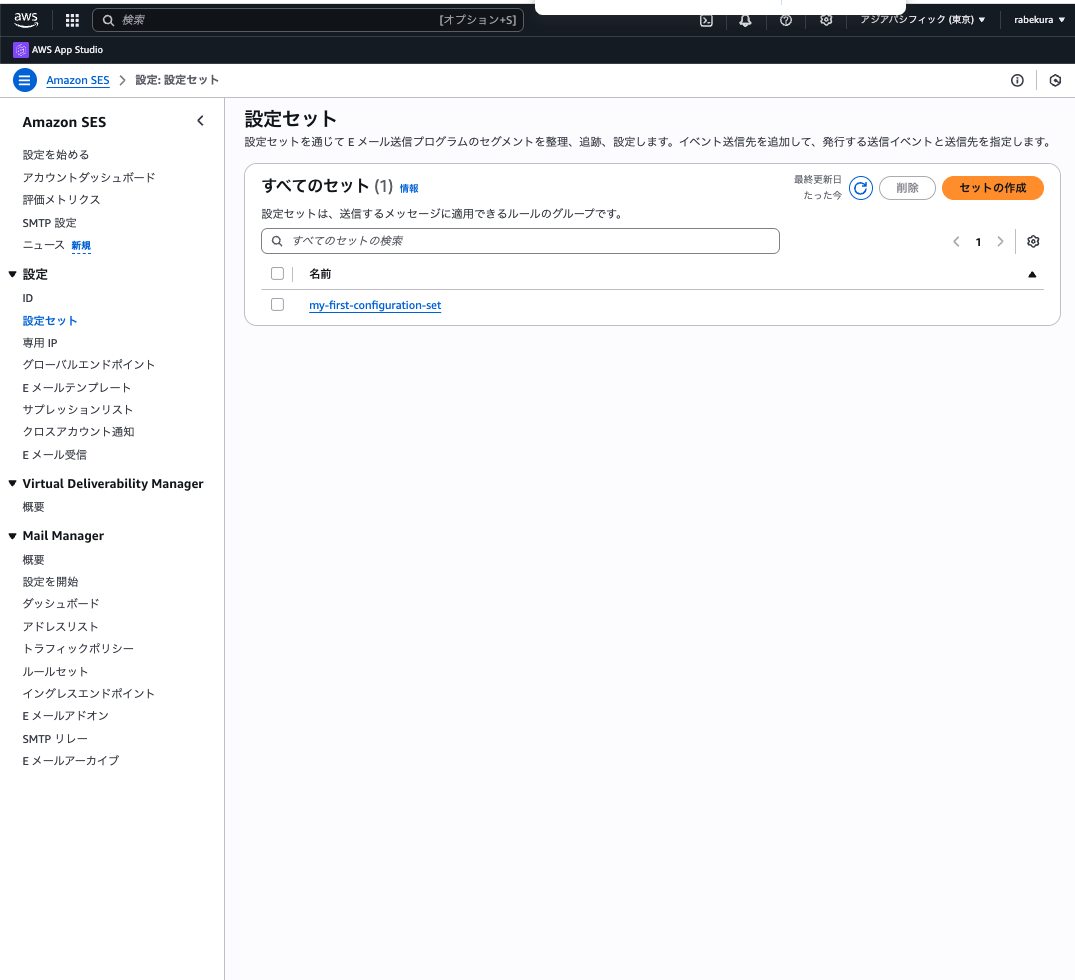 aws
検索
[オプション+S]
アジアパシフィック (東京)
rabekura
AWS App Studio
Amazon SES
設定: 設定セット
Amazon SES
設定を始める
アカウントダッシュボード
評価メトリクス
SMTP 設定
ニュース 新規
設定
ID
設定セット
専用 IP
グローバルエンドポイント
E メールテンプレート
サプレッションリスト
クロスアカウント通知
E メール受信
Virtual Deliverability Manager
概要
Mail Manager
概要
設定を開始
ダッシュボード
アドレスリスト
トラフィックポリシー
ルールセット
イングレスエンドポイント
E メールアドオン
SMTP リレー
E メールアーカイブ
設定セット
設定セットを通じて E メール送信プログラムのセグメントを整理、追跡、設定します。イベント送信先を追加して、発行する送信イベントと送信先を指定します。
すべてのセット (1) 情報
最終更新日
たった今
削除
セットの作成
設定セットは、送信するメッセージに適用できるルールのグループです。
すべてのセットの検索
1
名前
my-first-configuration-set